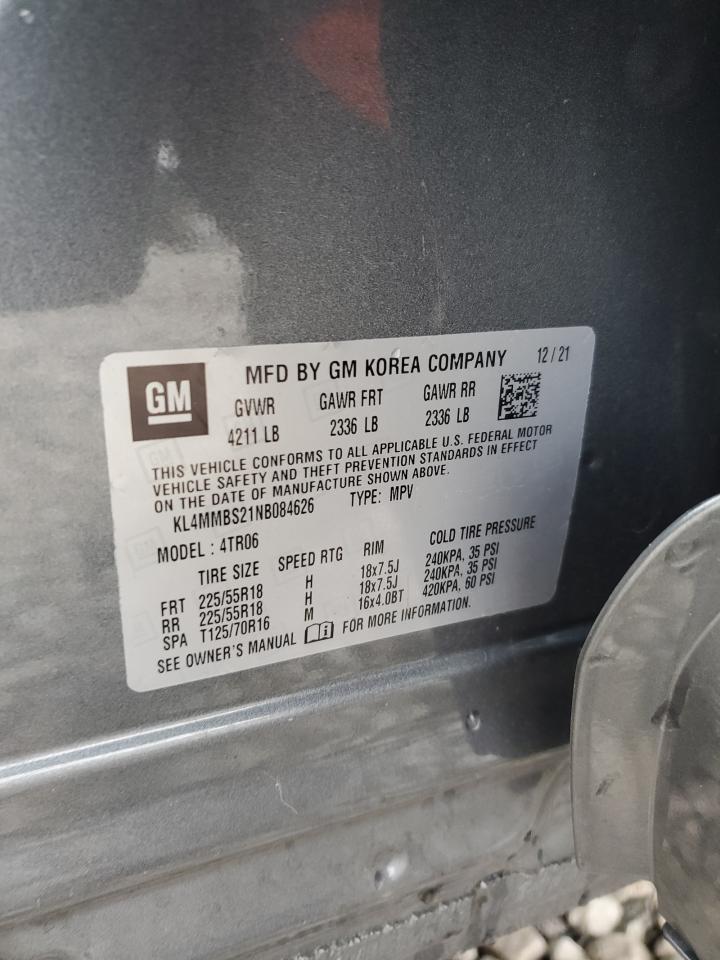 GM
MFD BY GM KOREA COMPANY 12/21
GVWR GAWR FRT GAWR RR
4211 LB 2336 LB 2336 LB
THIS VEHICLE CONFORMS TO ALL APPLICABLE U.S. FEDERAL MOTOR
VEHICLE SAFETY AND THEFT PREVENTION STANDARDS IN EFFECT
ON THE DATE OF MANUFACTURE SHOWN ABOVE.
KL4MMBS21NB084626 TYPE: MPV
MODEL : 4TR06
TIRE SIZE SPEED RTG RIM COLD TIRE PRESSURE
FRT 225/55R18 H 18x7.5J 240KPA, 35 PSI
RR 225/55R18 H 18x7.5J 240KPA, 35 PSI
SPA T125/70R16 M 16x4.0BT 420KPA, 60 PSI
SEE OWNER'S MANUAL FOR MORE INFORMATION.